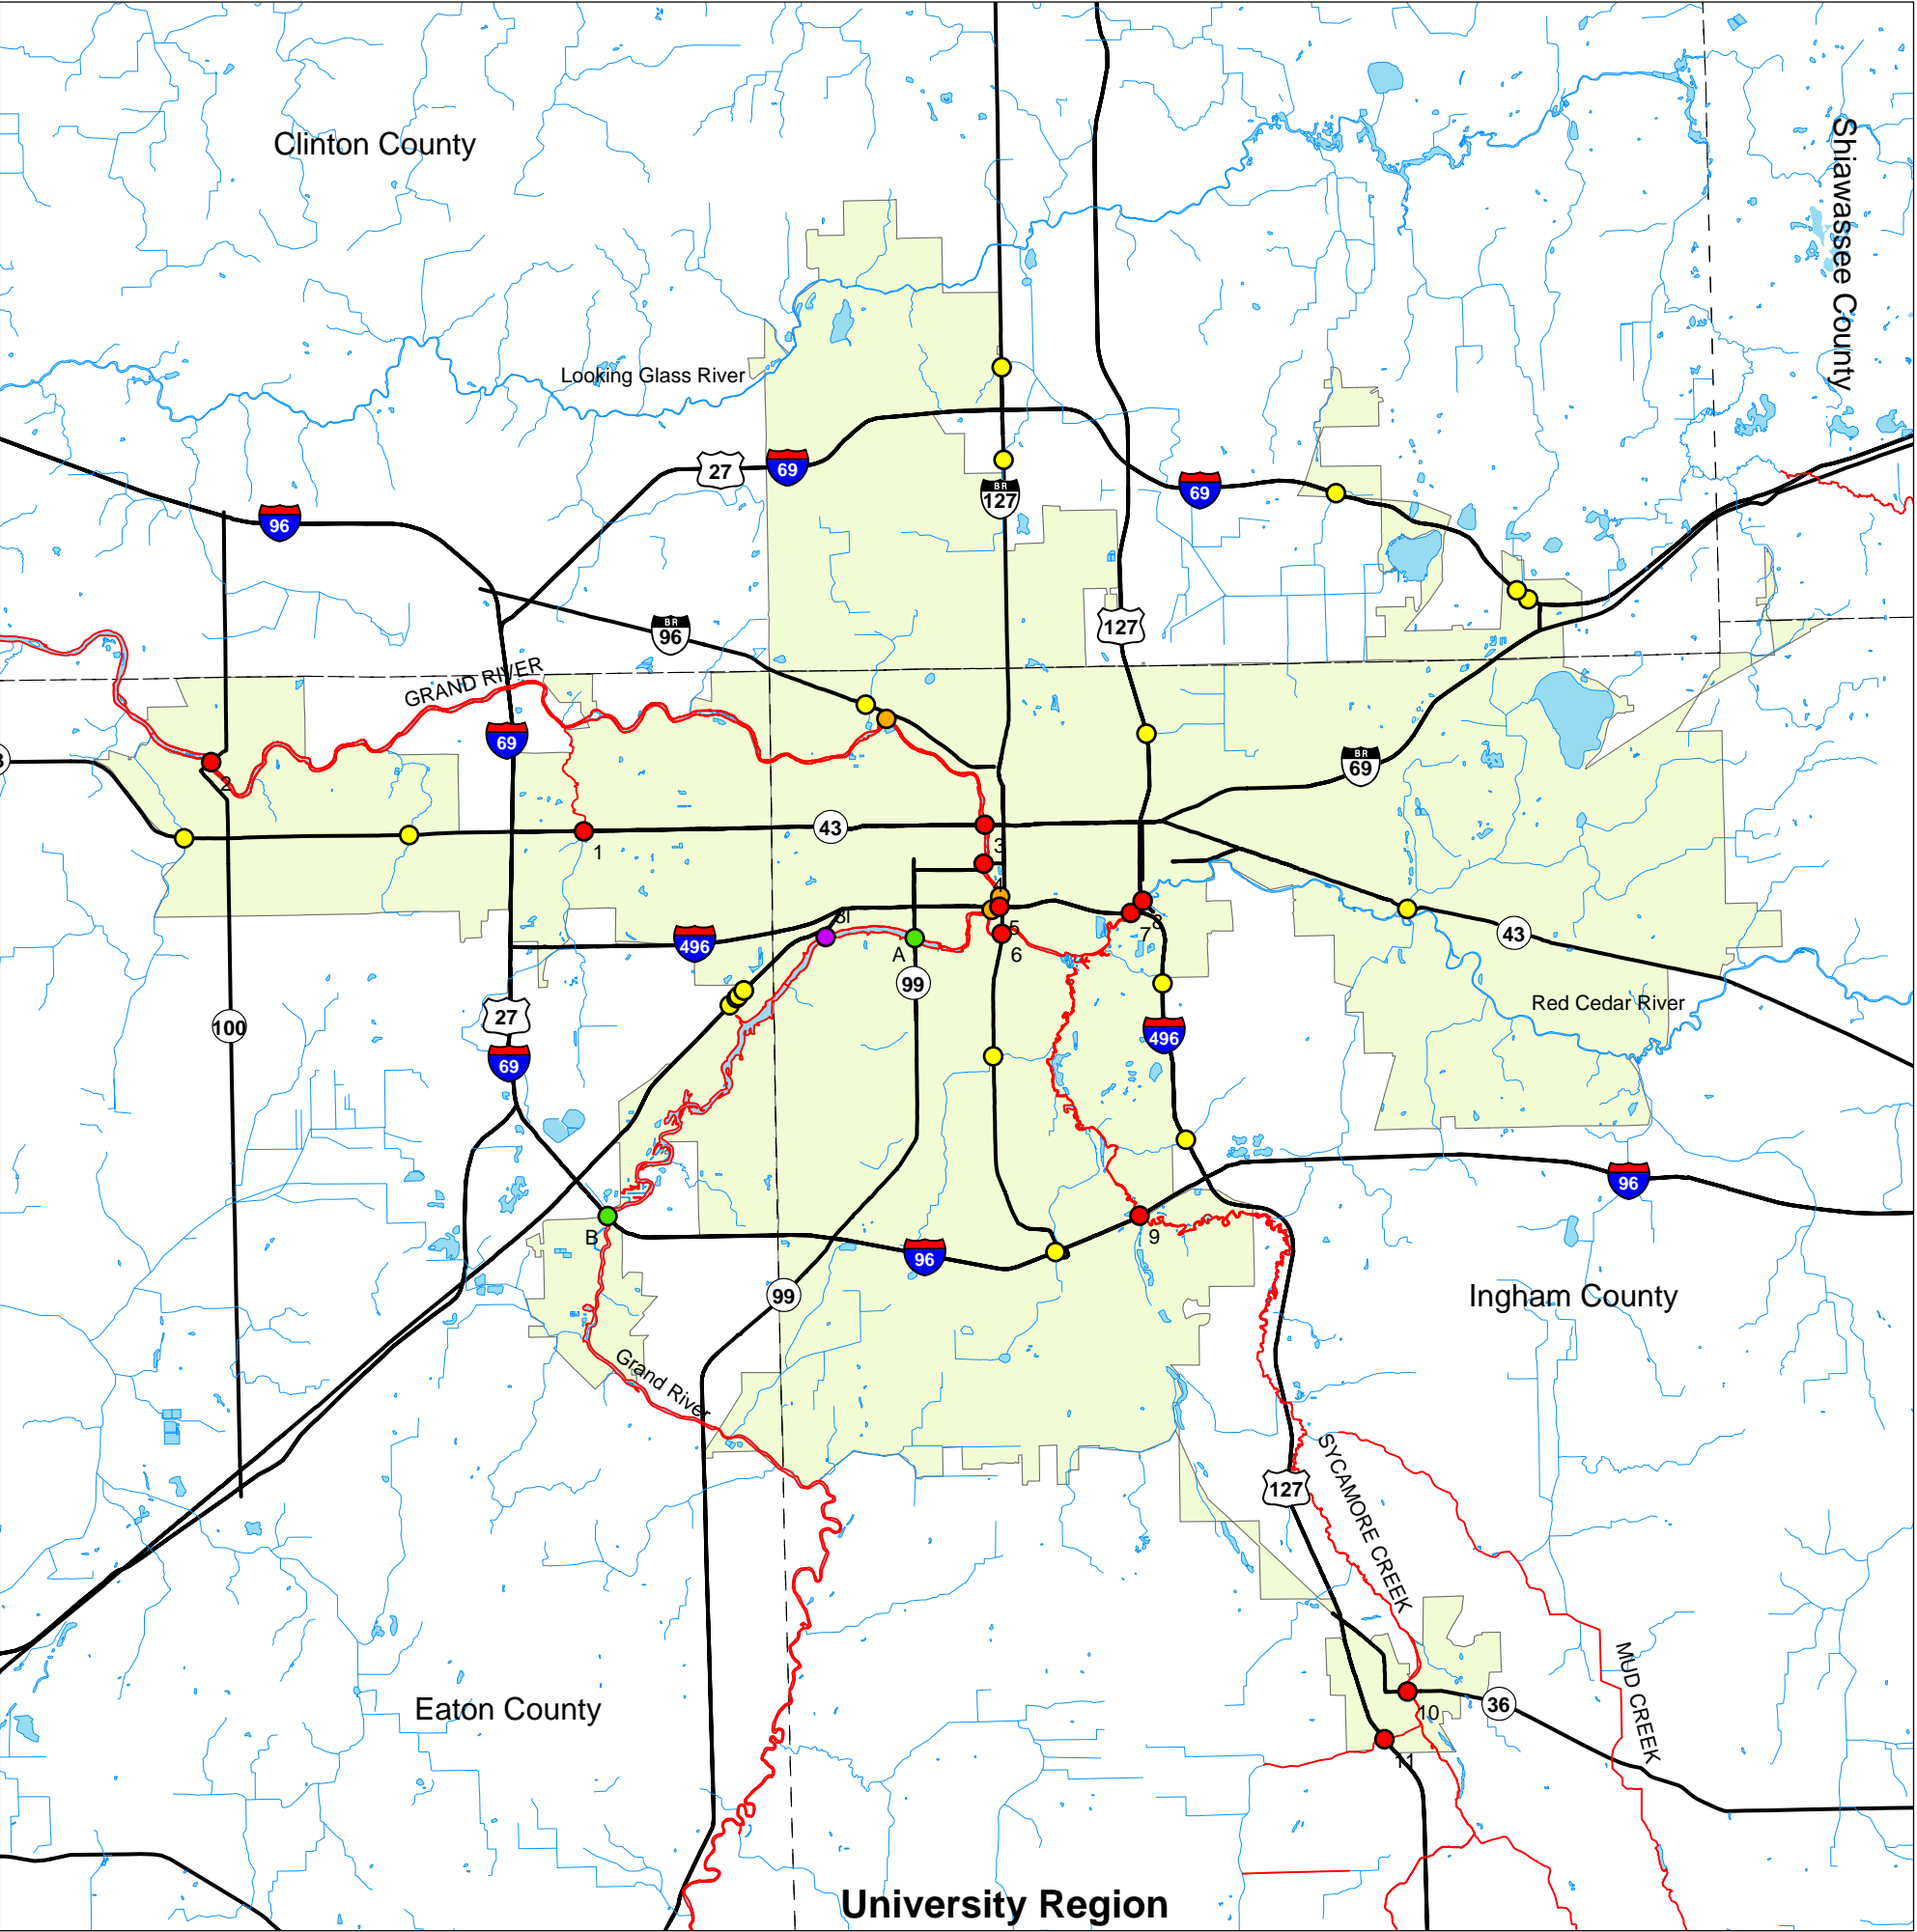 Clinton County
Shiawassee County
Looking Glass River
27
69
BR
127
69
96
BR
96
127
GRAND RIVER
69
BR
69
2
43
1
3
4
5
6
7
8
A
496
43
99
Red Cedar River
27
100
496
69
96
B
9
96
99
Ingham County
Grand River
SYCAMORE CREEK
127
MUD CREEK
Eaton County
10
36
11
University Region